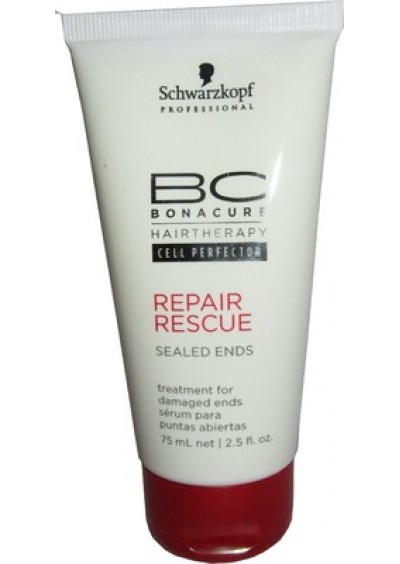 Schwarzkopf
PROFESSIONAL
BC
BONACURE
HAIRTHERAPY
CELL PERFECTOR
REPAIR
RESCUE
SEALED ENDS
treatment for
damaged ends
sérum para
puntas abiertas
75 mL net | 2.5 fl. oz.